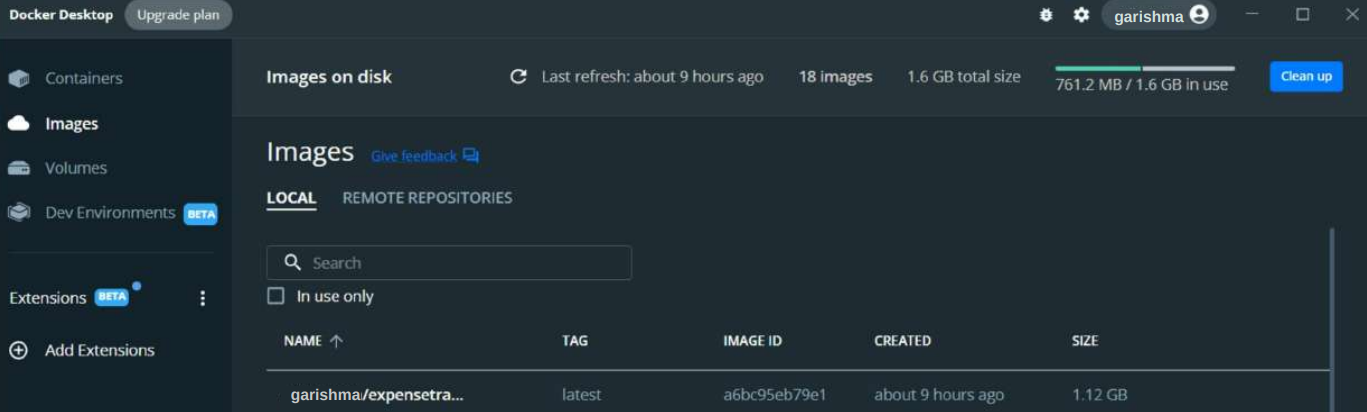 Docker Desktop Upgrade plan garishma
Containers
Images
Volumes
Dev Environments BETA
Extensions BETA
Add Extensions
Images on disk Last refresh: about 9 hours ago 18 images 1.6 GB total size 761.2 MB / 1.6 GB in use Clean up
Images Give feedback
LOCAL REMOTE REPOSITORIES
Search
In use only
NAME TAG IMAGE ID CREATED SIZE
garishma/expensetra... latest a6bc95eb79e1 about 9 hours ago 1.12 GB